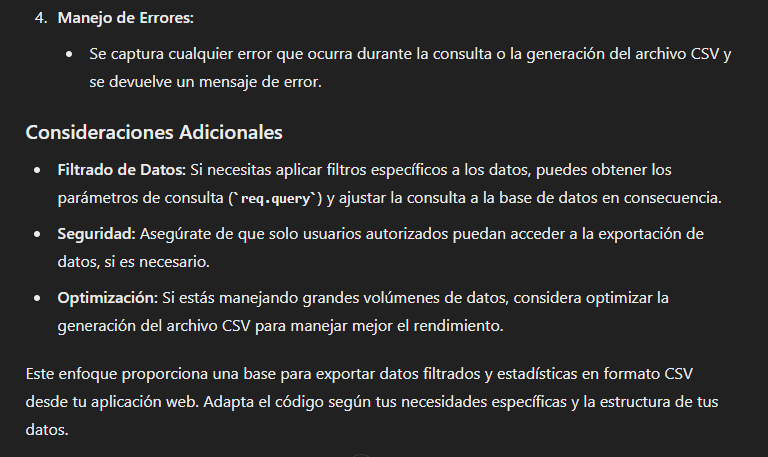 4. Manejo de Errores:
• Se captura cualquier error que ocurra durante la consulta o la generación del archivo CSV y
se devuelve un mensaje de error.
Consideraciones Adicionales
• Filtrado de Datos: Si necesitas aplicar filtros específicos a los datos, puedes obtener los
parámetros de consulta (`req.query`) y ajustar la consulta a la base de datos en consecuencia.
• Seguridad: Asegúrate de que solo usuarios autorizados puedan acceder a la exportación de
datos, si es necesario.
• Optimización: Si estás manejando grandes volúmenes de datos, considera optimizar la
generación del archivo CSV para manejar mejor el rendimiento.
Este enfoque proporciona una base para exportar datos filtrados y estadísticas en formato CSV
desde tu aplicación web. Adapta el código según tus necesidades específicas y la estructura de tus
datos.